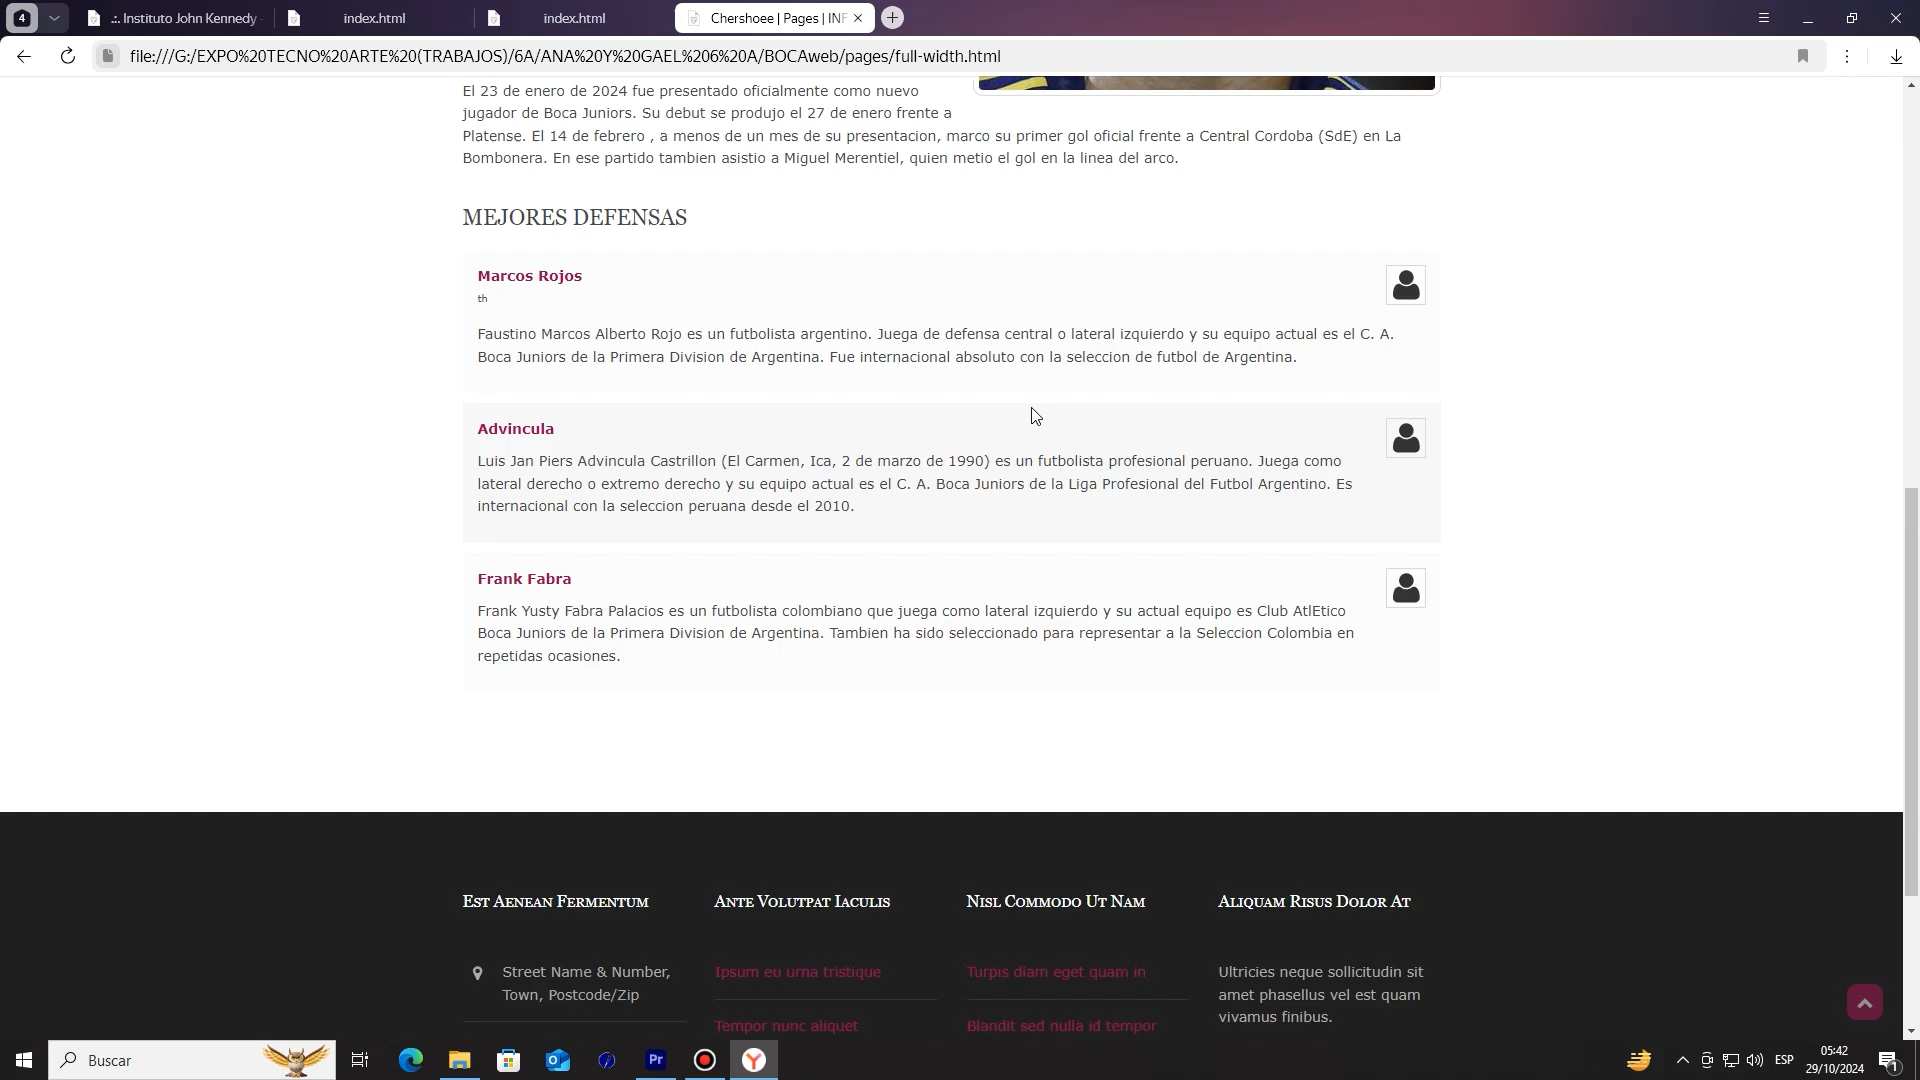 4
.:. Instituto John Kennedy
index.html
index.html
Chershoee | Pages | INF
file:///G:/EXPO%20TECNO%20ARTE%20(TRABAJOS)/6A/ANA%20Y%20GAEL%206%20A/BOCAweb/pages/full-width.html
El 23 de enero de 2024 fue presentado oficialmente como nuevo
jugador de Boca Juniors. Su debut se produjo el 27 de enero frente a
Platense. El 14 de febrero , a menos de un mes de su presentacion, marco su primer gol oficial frente a Central Cordoba (SdE) en La
Bombonera. En ese partido tambien asistio a Miguel Merentiel, quien metio el gol en la linea del arco.
MEJORES DEFENSAS
Marcos Rojos
th
Faustino Marcos Alberto Rojo es un futbolista argentino. Juega de defensa central o lateral izquierdo y su equipo actual es el C. A.
Boca Juniors de la Primera Division de Argentina. Fue internacional absoluto con la seleccion de futbol de Argentina.
Advincula
Luis Jan Piers Advincula Castrillon (El Carmen, Ica, 2 de marzo de 1990) es un futbolista profesional peruano. Juega como
lateral derecho o extremo derecho y su equipo actual es el C. A. Boca Juniors de la Liga Profesional del Futbol Argentino. Es
internacional con la seleccion peruana desde el 2010.
Frank Fabra
Frank Yusty Fabra Palacios es un futbolista colombiano que juega como lateral izquierdo y su actual equipo es Club AtlEtico
Boca Juniors de la Primera Division de Argentina. Tambien ha sido seleccionado para representar a la Seleccion Colombia en
repetidas ocasiones.
Est Aenean Fermentum
Street Name & Number,
Town, Postcode/Zip
Ante Volutpat Iaculis
Ipsum eu urna tristique
Tempor nunc aliquet
Nisl Commodo Ut Nam
Turpis diam eget quam in
Blandit sed nulla id tempor
Aliquam Risus Dolor At
Ultricies neque sollicitudin sit
amet phasellus vel est quam
vivamus finibus.
Buscar
Pr
ESP
05:42
29/10/2024
1